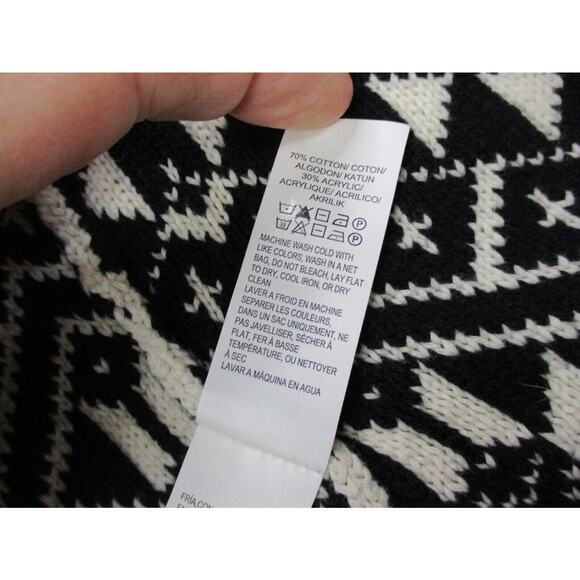 70% COTTON/ COTON/
ALGODON/ KATUN
30% ACRYLIC/
ACRYLIQUE/ ACRILICO/
AKRILIK
MACHINE WASH COLD WITH
LIKE COLORS, WASH IN A NET
BAG, DO NOT BLEACH, LAY FLAT
TO DRY, COOL IRON, OR DRY
CLEAN
LAVER A FROID EN MACHINE
SEPARER LES COULEURS,
DANS UN SAC UNIQUEMENT, NE
PAS JAVELLISER, SÉCHER À
PLAT, FER À BASSE
TEMPÉRATURE, OU NETTOYER
À SEC
LAVAR A MÁQUINA EN AGUA
FRÍA CON